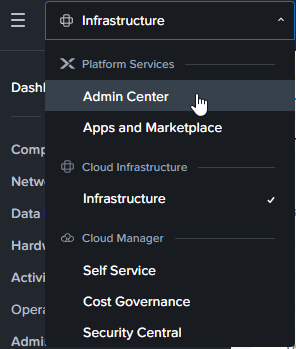 Infrastructure
Platform Services
Dashb
Admin Center
Apps and Marketplace
Comp
Cloud Infrastructure
Netw
Infrastructure
Data
Hardw
Cloud Manager
Self Service
Activi
Cost Governance
Opera
Security Central
Admin